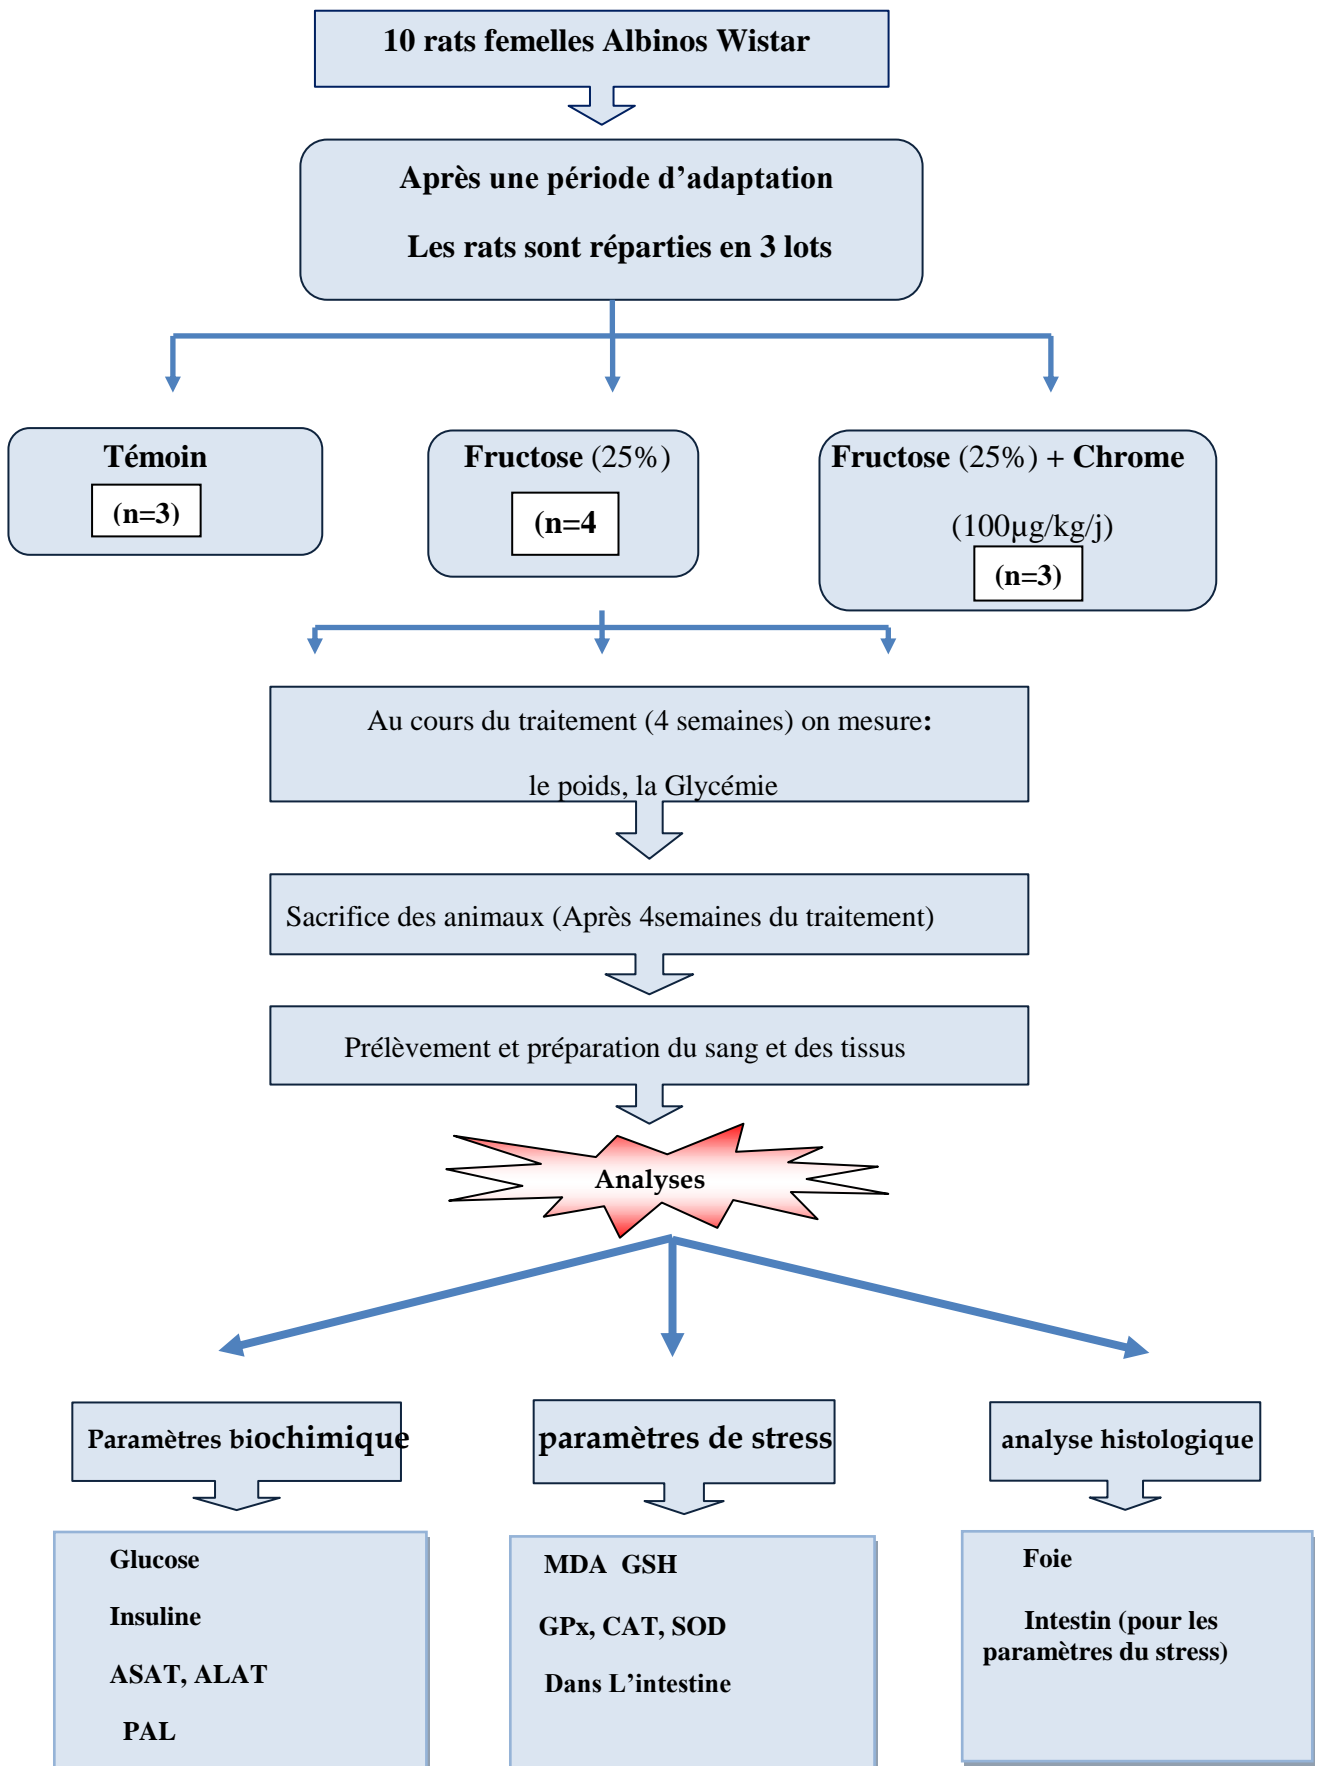 10 rats femelles Albinos Wistar
Après une période d’adaptation
Les rats sont réparties en 3 lots
Témoin
(n=3)
Fructose (25%)
(n=4
Fructose (25%) + Chrome
(100µg/kg/j)
(n=3)
Au cours du traitement (4 semaines) on mesure:
le poids, la Glycémie
Sacrifice des animaux (Après 4semaines du traitement)
Prélèvement et préparation du sang et des tissus
Analyses
Paramètres biochimique
Glucose
Insuline
ASAT, ALAT
PAL
paramètres de stress
MDA  GSH
GPx, CAT, SOD
Dans L’intestine
analyse histologique
Foie
Intestin (pour les
paramètres du stress)